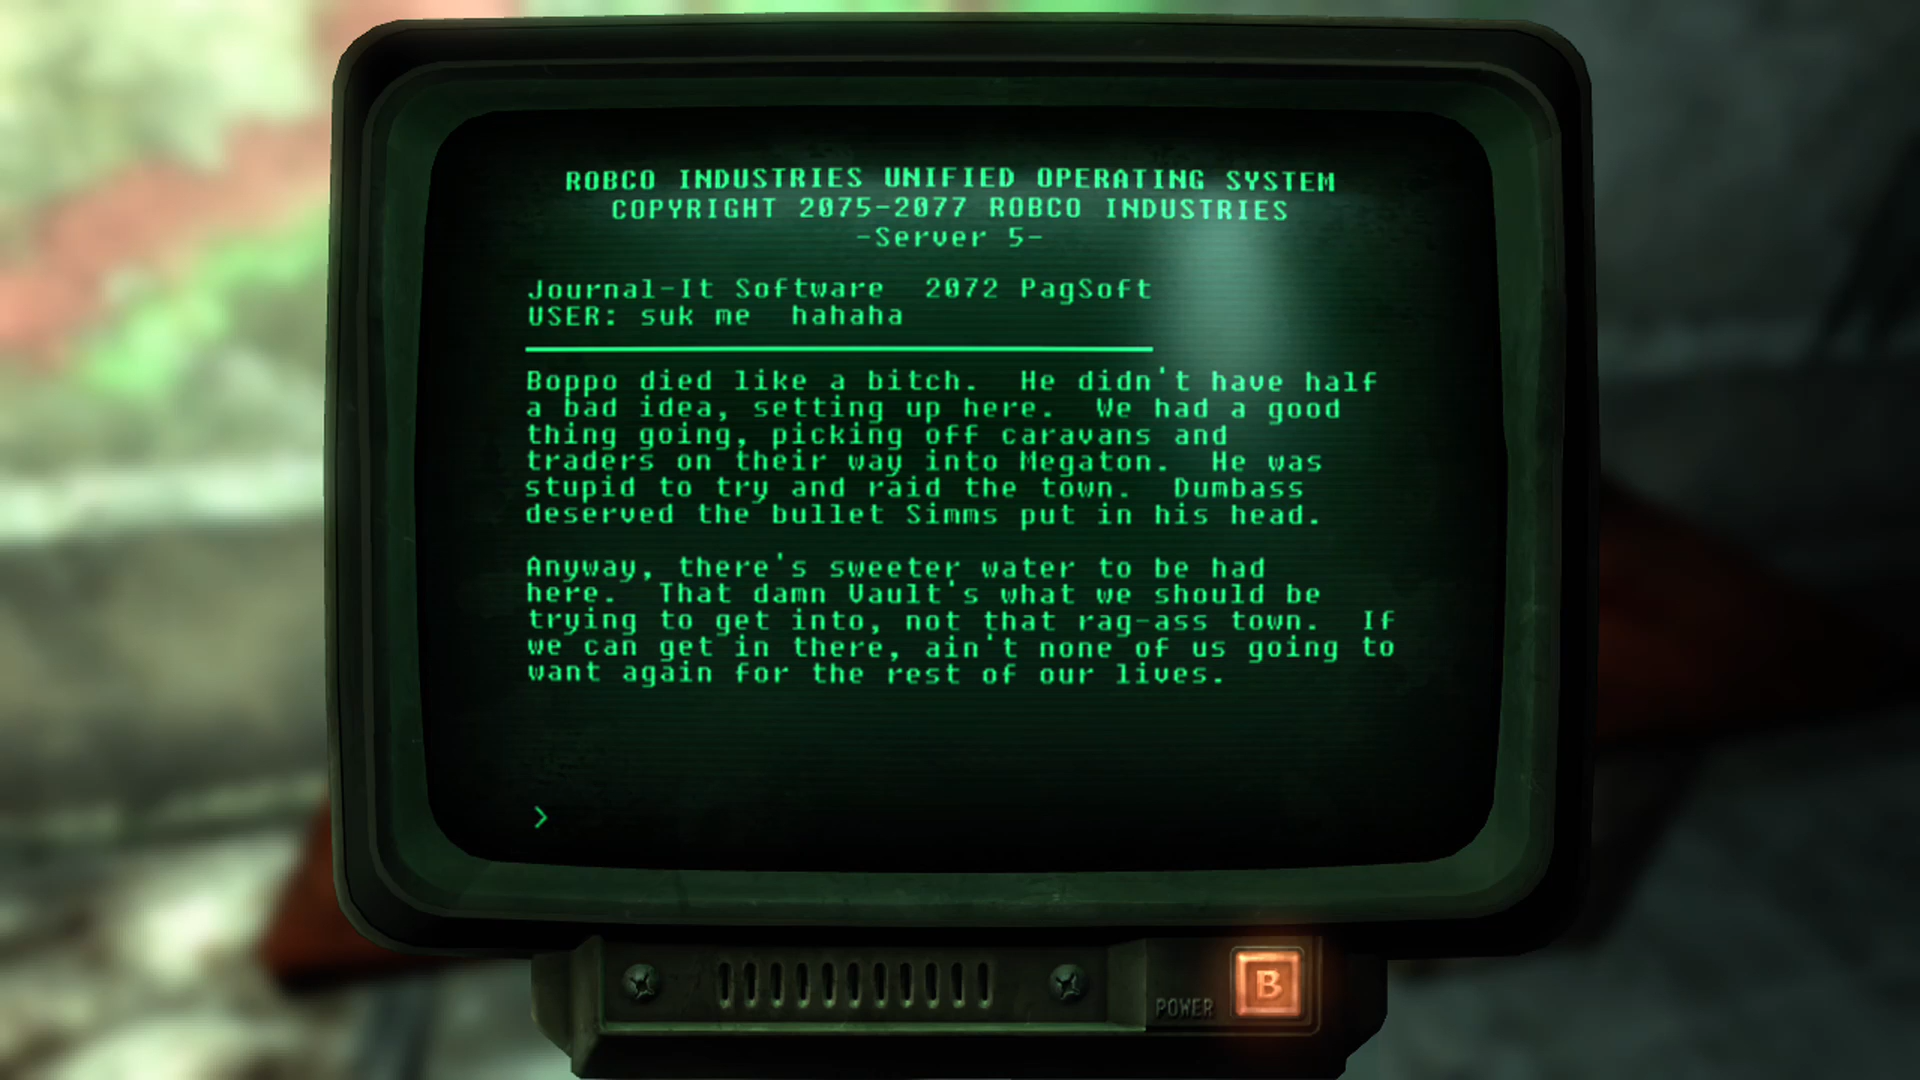 ROBCO INDUSTRIES UNIFIED OPERATING SYSTEM
COPYRIGHT 2075-2077 ROBCO INDUSTRIES
-Server 5-
Journal-It Software  2072 PagSoft
USER: suk me  hahaha
Boppo died like a bitch.  He didn't have half
a bad idea, setting up here.  We had a good
thing going, picking off caravans and
traders on their way into Megaton.  He was
stupid to try and raid the town.  Dumbass
deserved the bullet Simms put in his head.
Anyway, there's sweeter water to be had
here.  That damn Vault's what we should be
trying to get into, not that rag-ass town.  If
we can get in there, ain't none of us going to
want again for the rest of our lives.
>
POWER B